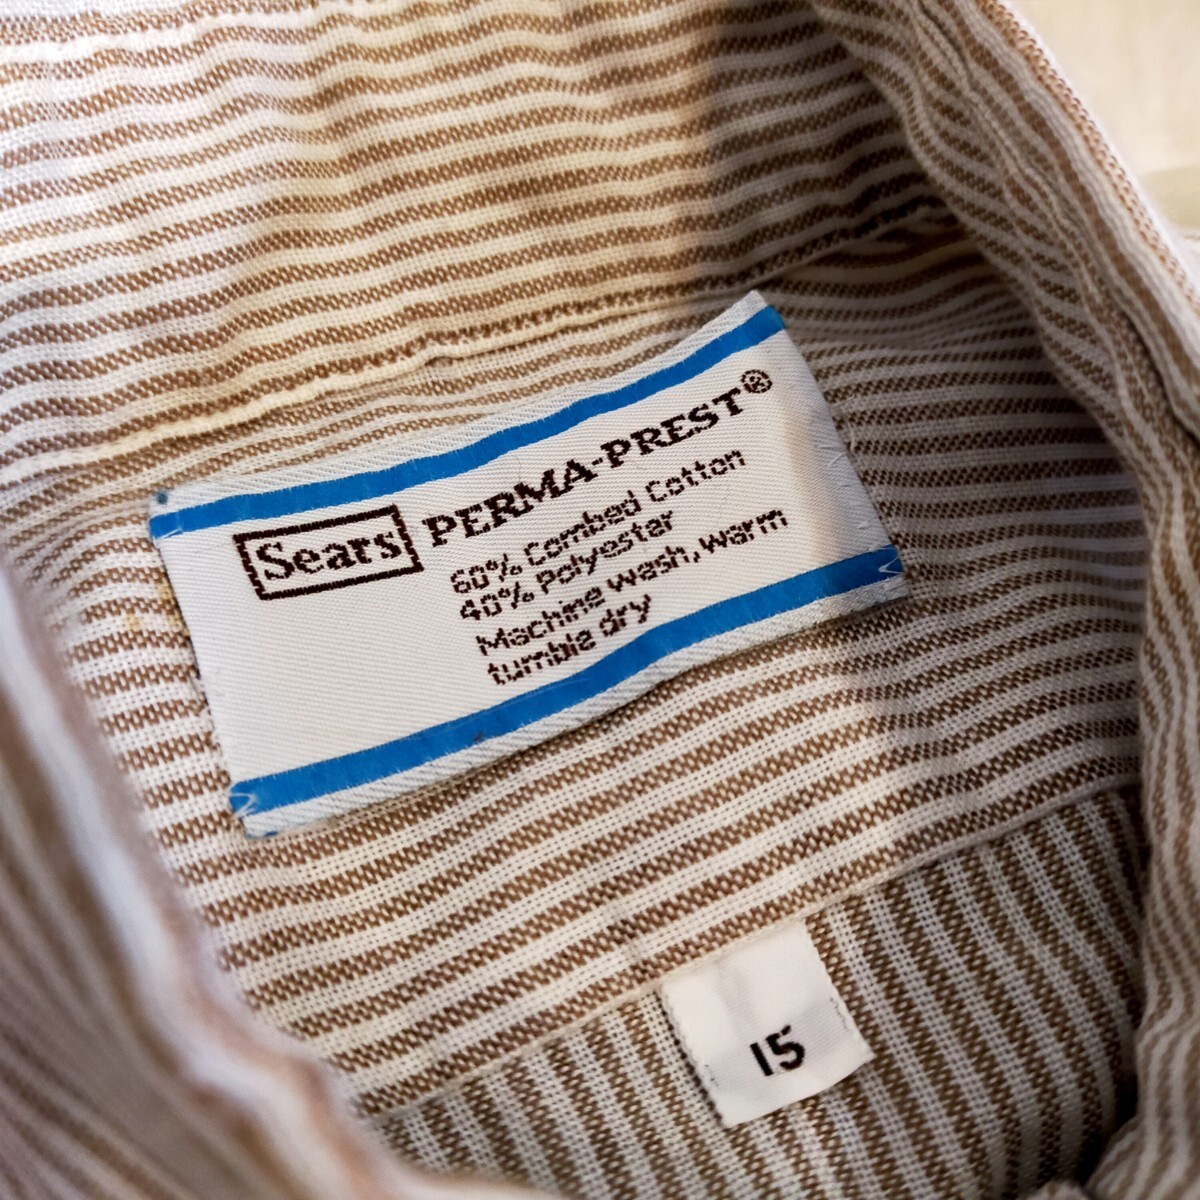 Sears PERMA-PREST®
60% Combed Cotton
40% Polyester
Machine wash, warm
tumble dry
15